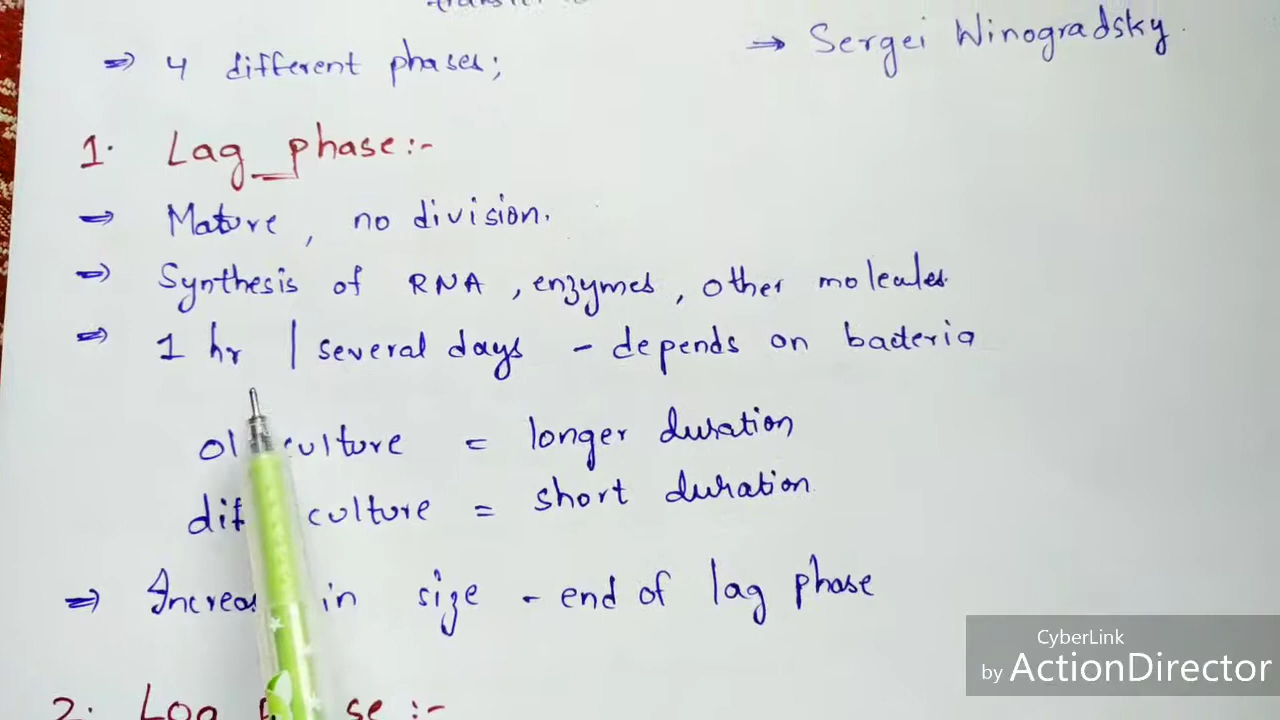 ⇒ 4 different phases;
→ Sergei Winogradsky.
1. Lag phase:-
⇒ Mature, no division.
⇒ Synthesis of RNA, enzymes, other molecules.
⇒ 1 hr | several days - depends on bacteria
culture = longer duration
culture = short duration
⇒ in size - end of lag phase
2. Log :-
CyberLink
by ActionDirector